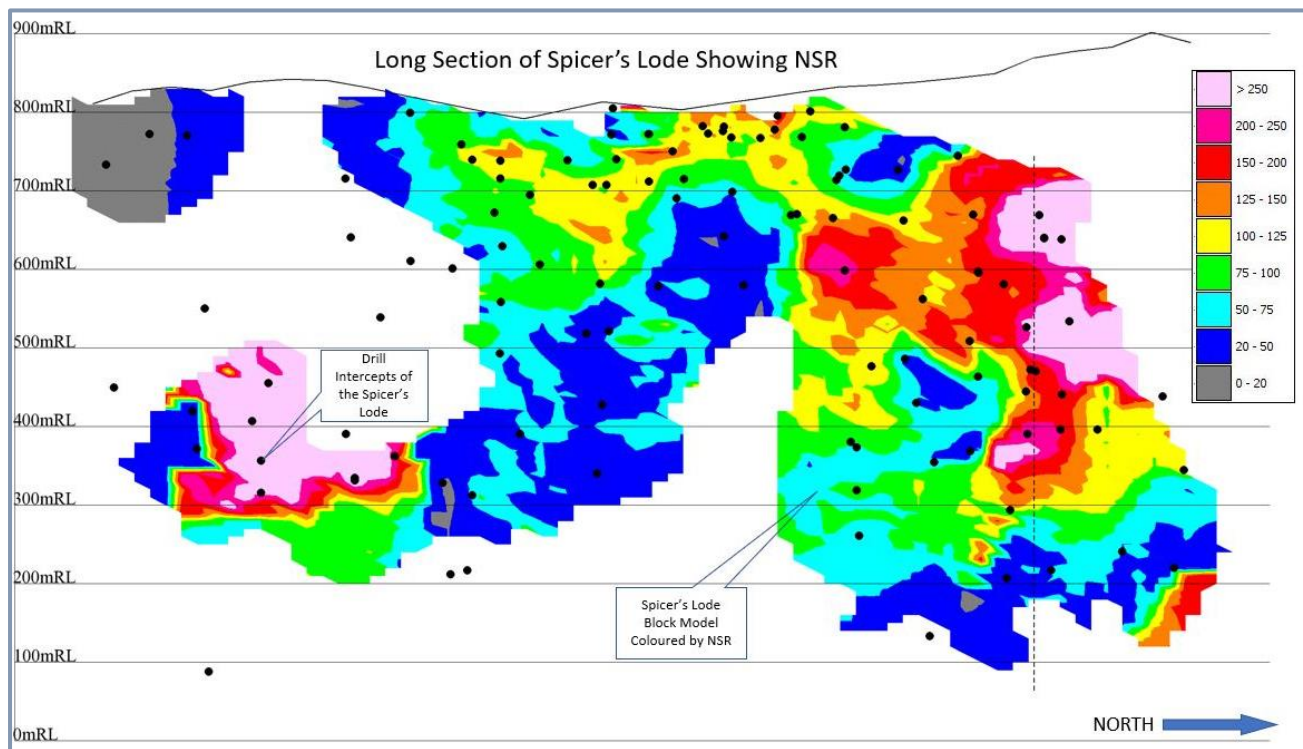 900mRL
Long Section of Spicer's Lode Showing NSR
800mRL
700mRL
600mRL
500mRL
400mRL
300mRL
200mRL
100mRL
0mRL
> 250
200 - 250
150 - 200
125 - 150
100 - 125
75 - 100
50 - 75
20 - 50
0 - 20
Drill
Intercepts of
the Spicer's
Lode
Spicer's Lode
Block Model
Coloured by NSR
NORTH